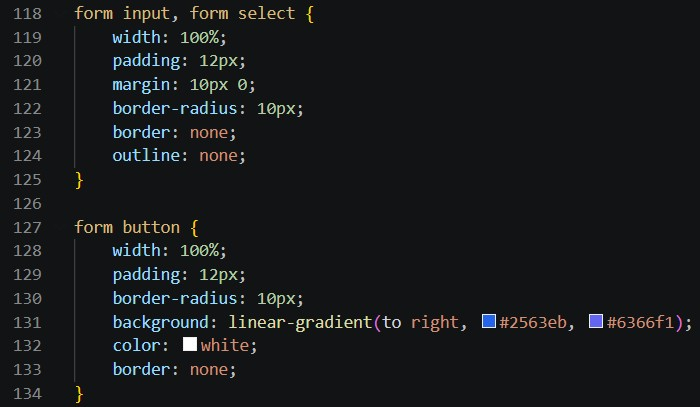 118 form input, form select {
119     width: 100%;
120     padding: 12px;
121     margin: 10px 0;
122     border-radius: 10px;
123     border: none;
124     outline: none;
125 }
126
127 form button {
128     width: 100%;
129     padding: 12px;
130     border-radius: 10px;
131     background: linear-gradient(to right, #2563eb, #6366f1);
132     color: white;
133     border: none;
134 }